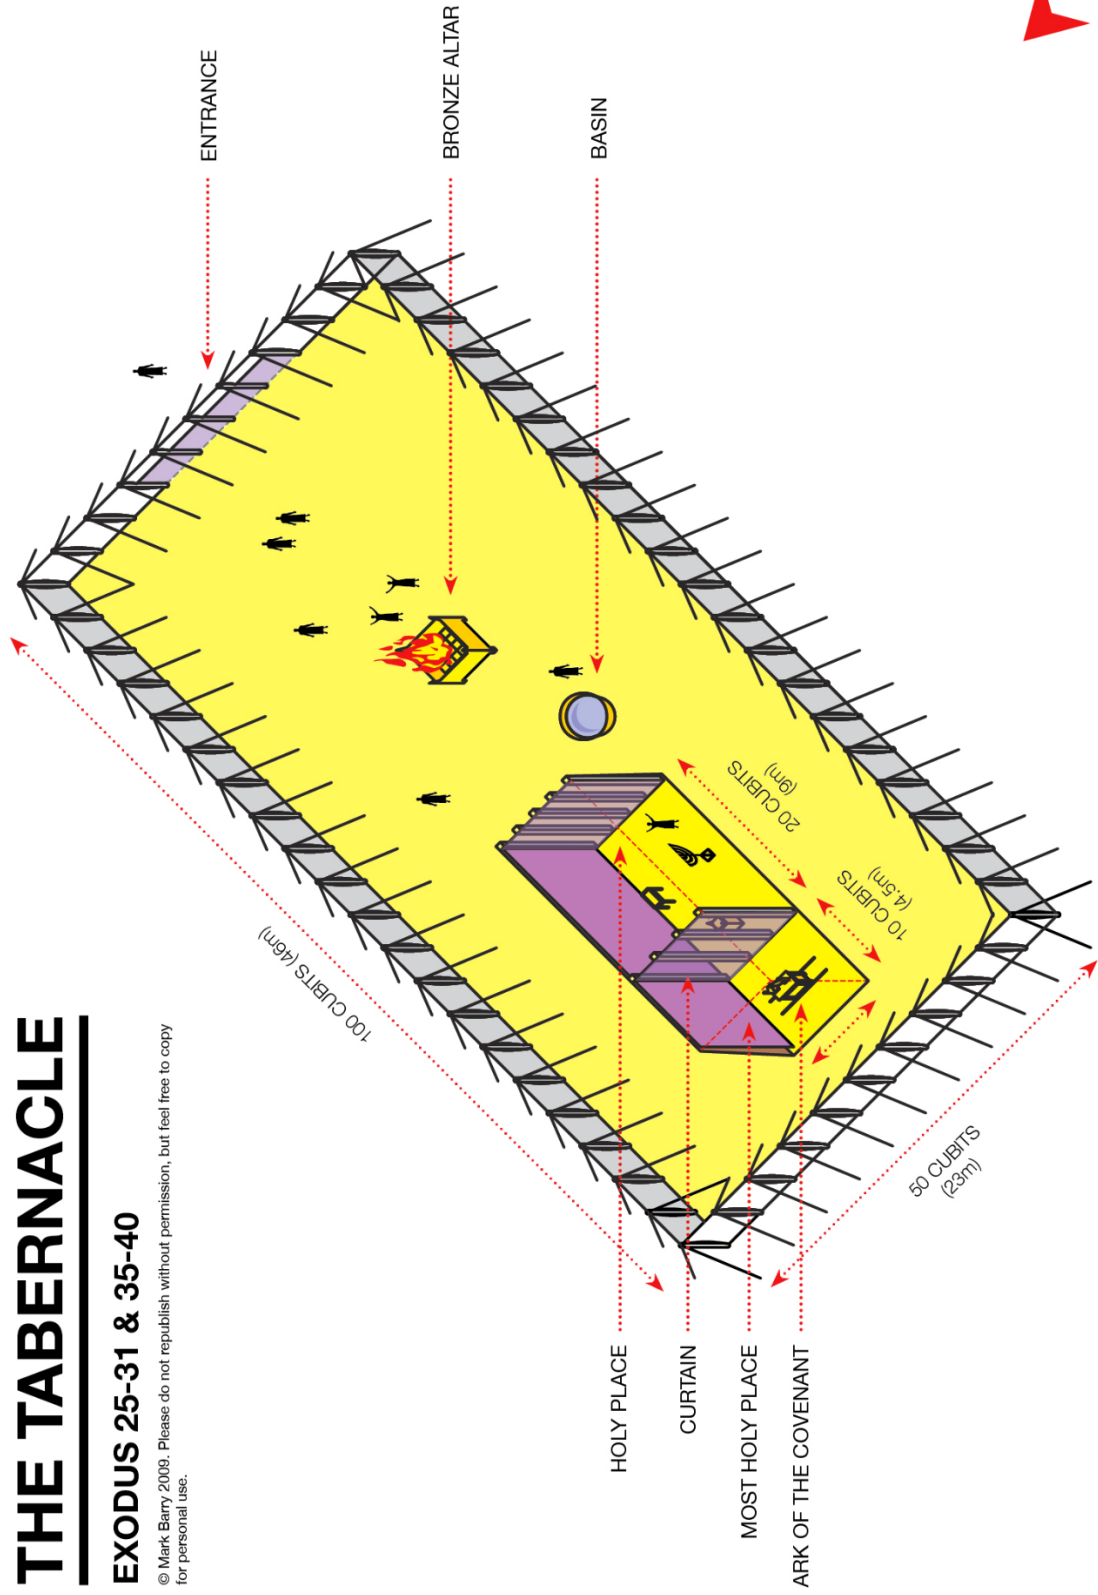 THE TABERNACLE
EXODUS 25-31 & 35-40
© Mark Barry 2009. Please do not republish without permission, but feel free to copy
for personal use.
100 CUBITS (46m)
ENTRANCE
BRONZE ALTAR
BASIN
20 CUBITS
(9m)
10 CUBITS
(4.5m)
HOLY PLACE
CURTAIN
MOST HOLY PLACE
ARK OF THE COVENANT
50 CUBITS
(23m)